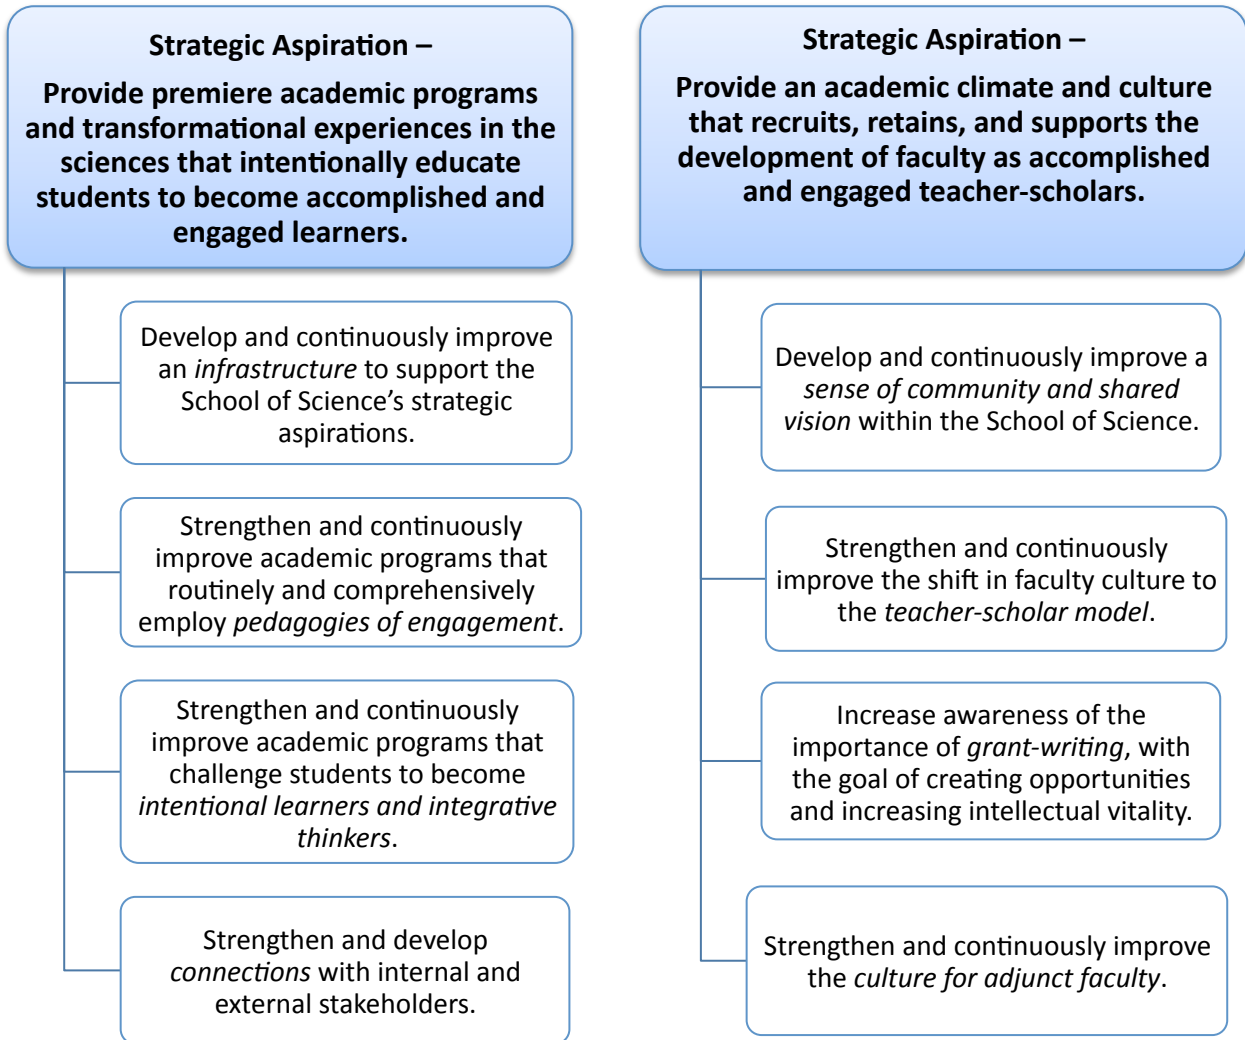 Strategic Aspiration –
Provide premiere academic programs
and transformational experiences in the
sciences that intentionally educate
students to become accomplished and
engaged learners.
Develop and continuously improve
an infrastructure to support the
School of Science’s strategic
aspirations.
Strengthen and continuously
improve academic programs that
routinely and comprehensively
employ pedagogies of engagement.
Strengthen and continuously
improve academic programs that
challenge students to become
intentional learners and integrative
thinkers.
Strengthen and develop
connections with internal and
external stakeholders.
Strategic Aspiration –
Provide an academic climate and culture
that recruits, retains, and supports the
development of faculty as accomplished
and engaged teacher-scholars.
Develop and continuously improve a
sense of community and shared
vision within the School of Science.
Strengthen and continuously
improve the shift in faculty culture to
the teacher-scholar model.
Increase awareness of the
importance of grant-writing, with
the goal of creating opportunities
and increasing intellectual vitality.
Strengthen and continuously improve
the culture for adjunct faculty.